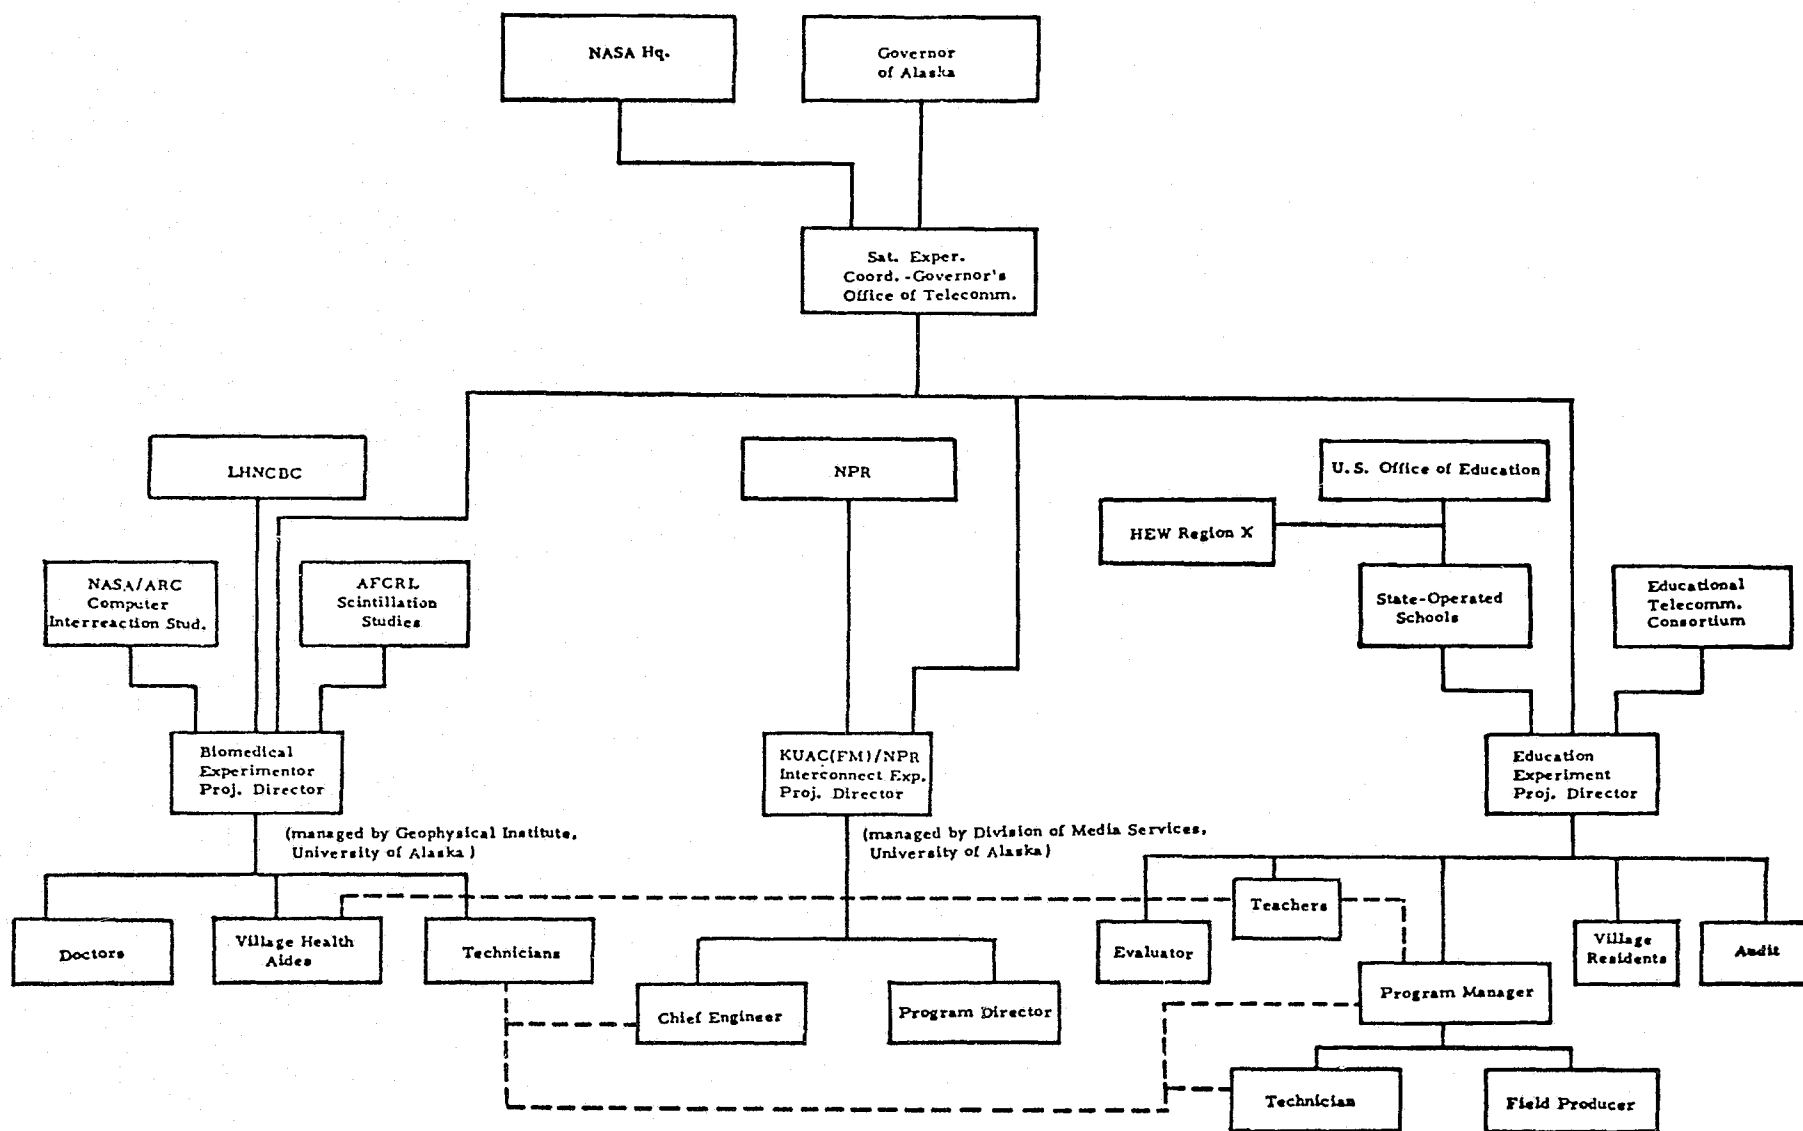 NASA Hq.
Governor
of Alaska
Sat. Exper.
Coord. -Governor's
Office of Telecomm.
LHNCBC
NPR
U.S. Office of Education
HEW Region X
NASA/ARC
Computer
Interreaction Stud.
AFCRL
Scintillation
Studies
State-Operated
Schools
Educational
Telecomm.
Consortium
Biomedical
Experimentor
Proj. Director
KUAC(FM)/NPR
Interconnect Exp.
Proj. Director
Education
Experiment
Proj. Director
(managed by Geophysical Institute,
University of Alaska)
(managed by Division of Media Services,
University of Alaska)
Doctors
Village Health
Aides
Technicians
Evaluator
Teachers
Village
Residents
Audit
Chief Engineer
Program Director
Program Manager
Technician
Field Producer